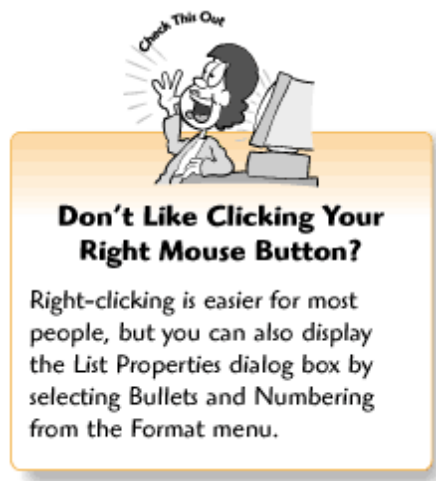 Check This Out
Don't Like Clicking Your
Right Mouse Button?
Right-clicking is easier for most
people, but you can also display
the List Properties dialog box by
selecting Bullets and Numbering
from the Format menu.